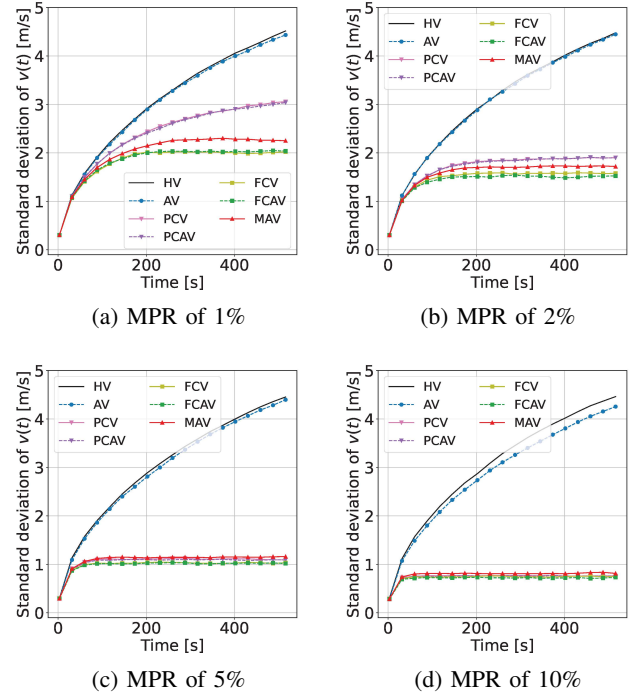 Standard deviation of v(t) [m/s]
5
4
3
2
1
0
HV
AV
PCV
PCAV
FCV
FCAV
MAV
0
200
400
Time [s]
(a) MPR of 1%
Standard deviation of v(t) [m/s]
5
4
3
2
1
0
HV
AV
PCV
PCAV
FCV
FCAV
MAV
0
200
400
Time [s]
(b) MPR of 2%
Standard deviation of v(t) [m/s]
5
4
3
2
1
0
HV
AV
PCV
PCAV
FCV
FCAV
MAV
0
200
400
Time [s]
(c) MPR of 5%
Standard deviation of v(t) [m/s]
5
4
3
2
1
0
HV
AV
PCV
PCAV
FCV
FCAV
MAV
0
200
400
Time [s]
(d) MPR of 10%